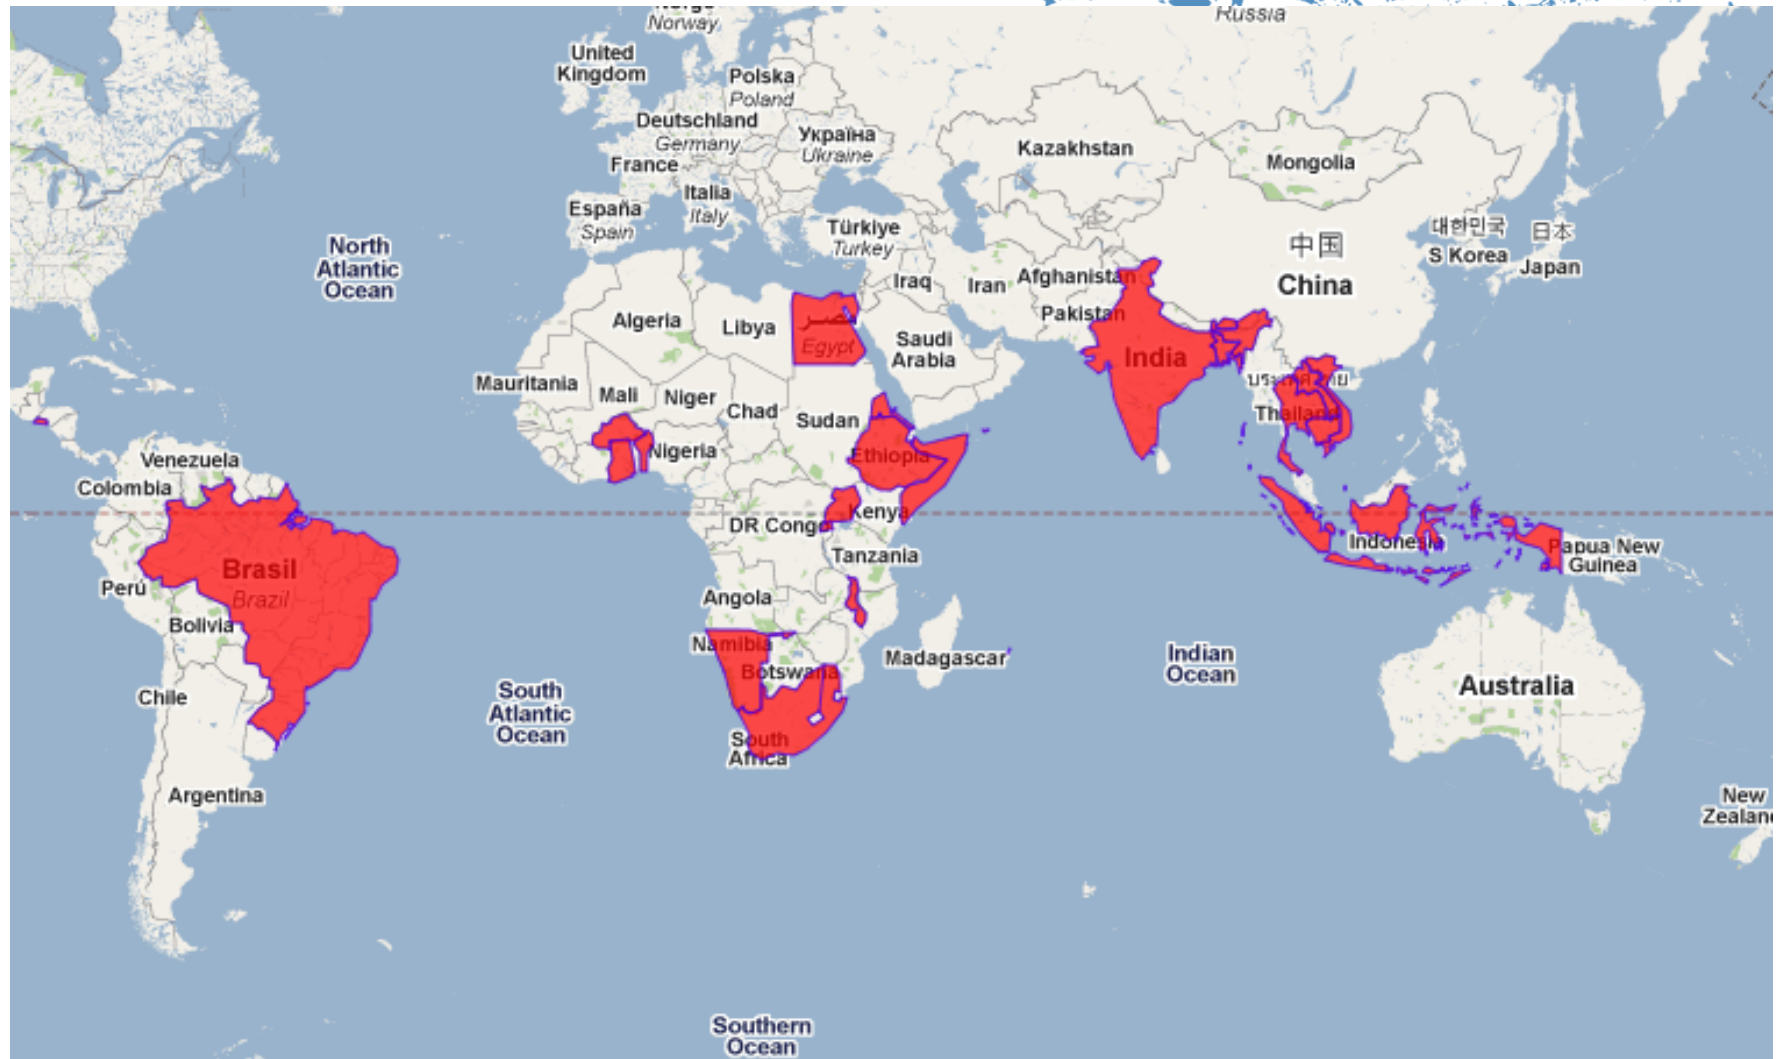 Norway
Russia
United
Kingdom
Polska
Poland
Deutschland
Germany
Україна
Ukraine
France
Kazakhstan
Mongolia
Italia
Italy
España
Spain
Türkiye
Turkey
대한민국
S Korea
日本
Japan
中国
China
North
Atlantic
Ocean
Iraq
Iran
Afghanistan
Pakistan
Algeria
Libya
مصر
Egypt
Saudi
Arabia
India
Mauritania
Mali
Niger
Chad
Sudan
Thailand
Venezuela
Nigeria
Ethiopia
Colombia
DR Congo
Kenya
Indonesia
Papua New
Guinea
Tanzania
Brasil
Brazil
Perú
Angola
Bolivia
Namibia
Botswana
Madagascar
Indian
Ocean
Chile
South
Atlantic
Ocean
Australia
South
Africa
Argentina
New
Zealan
Southern
Ocean